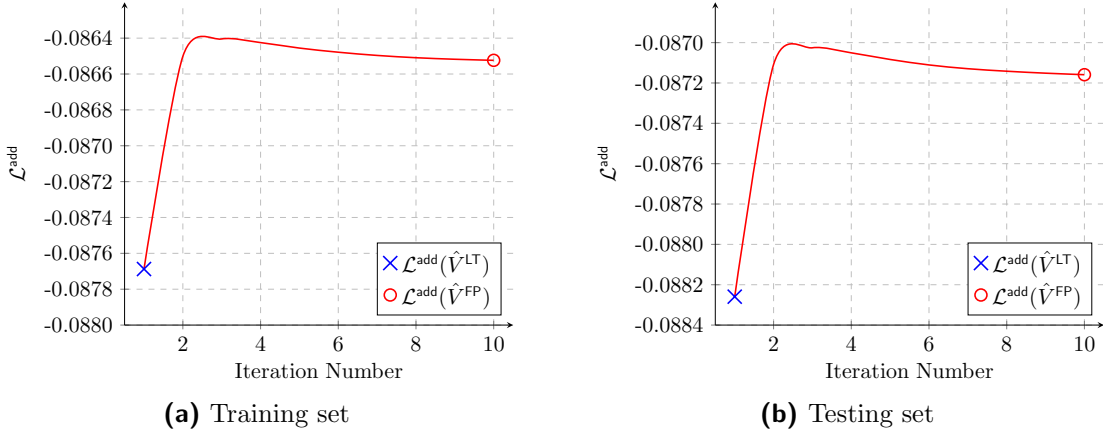 -0.0864
-0.0866
-0.0868
-0.0870
-0.0872
-0.0874
-0.0876
-0.0878
-0.0880
ℒ^add
2 4 6 8 10
Iteration Number
ℒ^add(V̂^LT)
ℒ^add(V̂^FP)
(a) Training set
-0.0870
-0.0872
-0.0874
-0.0876
-0.0878
-0.0880
-0.0882
-0.0884
ℒ^add
2 4 6 8 10
Iteration Number
ℒ^add(V̂^LT)
ℒ^add(V̂^FP)
(b) Testing set